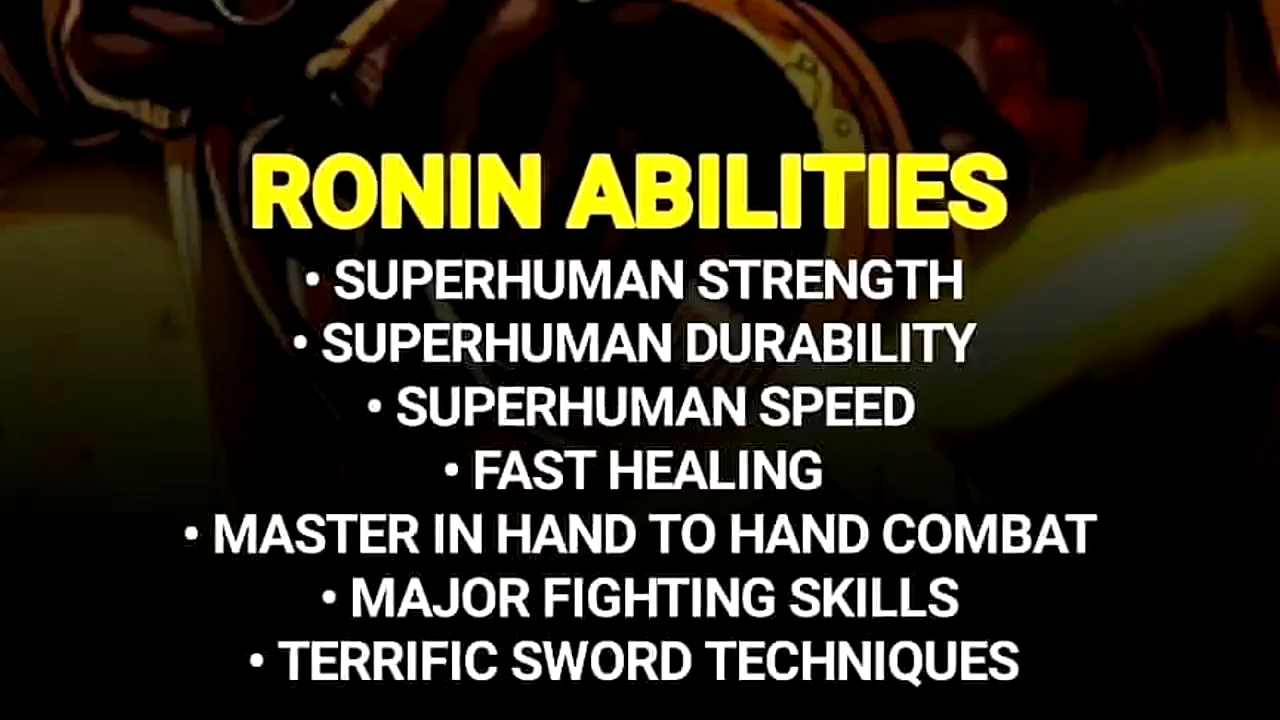 RONIN ABILITIES
• SUPERHUMAN STRENGTH
• SUPERHUMAN DURABILITY
• SUPERHUMAN SPEED
• FAST HEALING
• MASTER IN HAND TO HAND COMBAT
• MAJOR FIGHTING SKILLS
• TERRIFIC SWORD TECHNIQUES